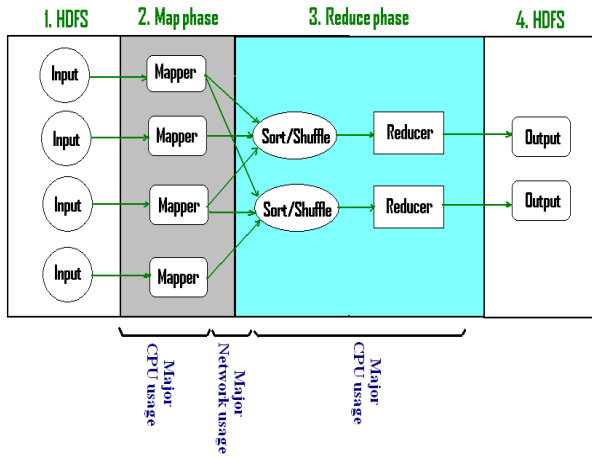 1. HDFS
2. Map phase
3. Reduce phase
4. HDFS
Input
Mapper
Input
Mapper
Sort/Shuffle
Reducer
Output
Input
Mapper
Sort/Shuffle
Reducer
Output
Input
Mapper
Major
CPU usage
Major
Network usage
Major
CPU usage